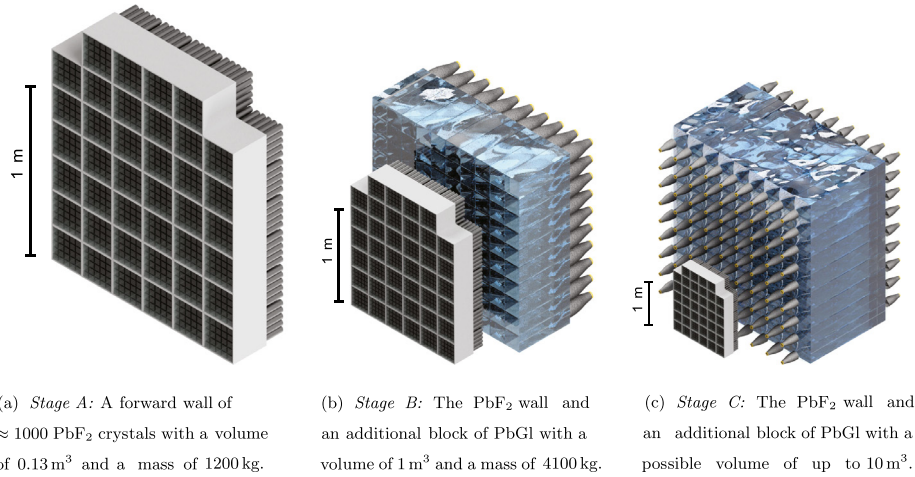 1 m
1 m
1 m
(a) Stage A: A forward wall of
≈ 1000 PbF₂ crystals with a volume
of 0.13 m³ and a mass of 1200 kg.
(b) Stage B: The PbF₂ wall and
an additional block of PbGl with a
volume of 1 m³ and a mass of 4100 kg.
(c) Stage C: The PbF₂ wall and
an additional block of PbGl with a
possible volume of up to 10 m³.